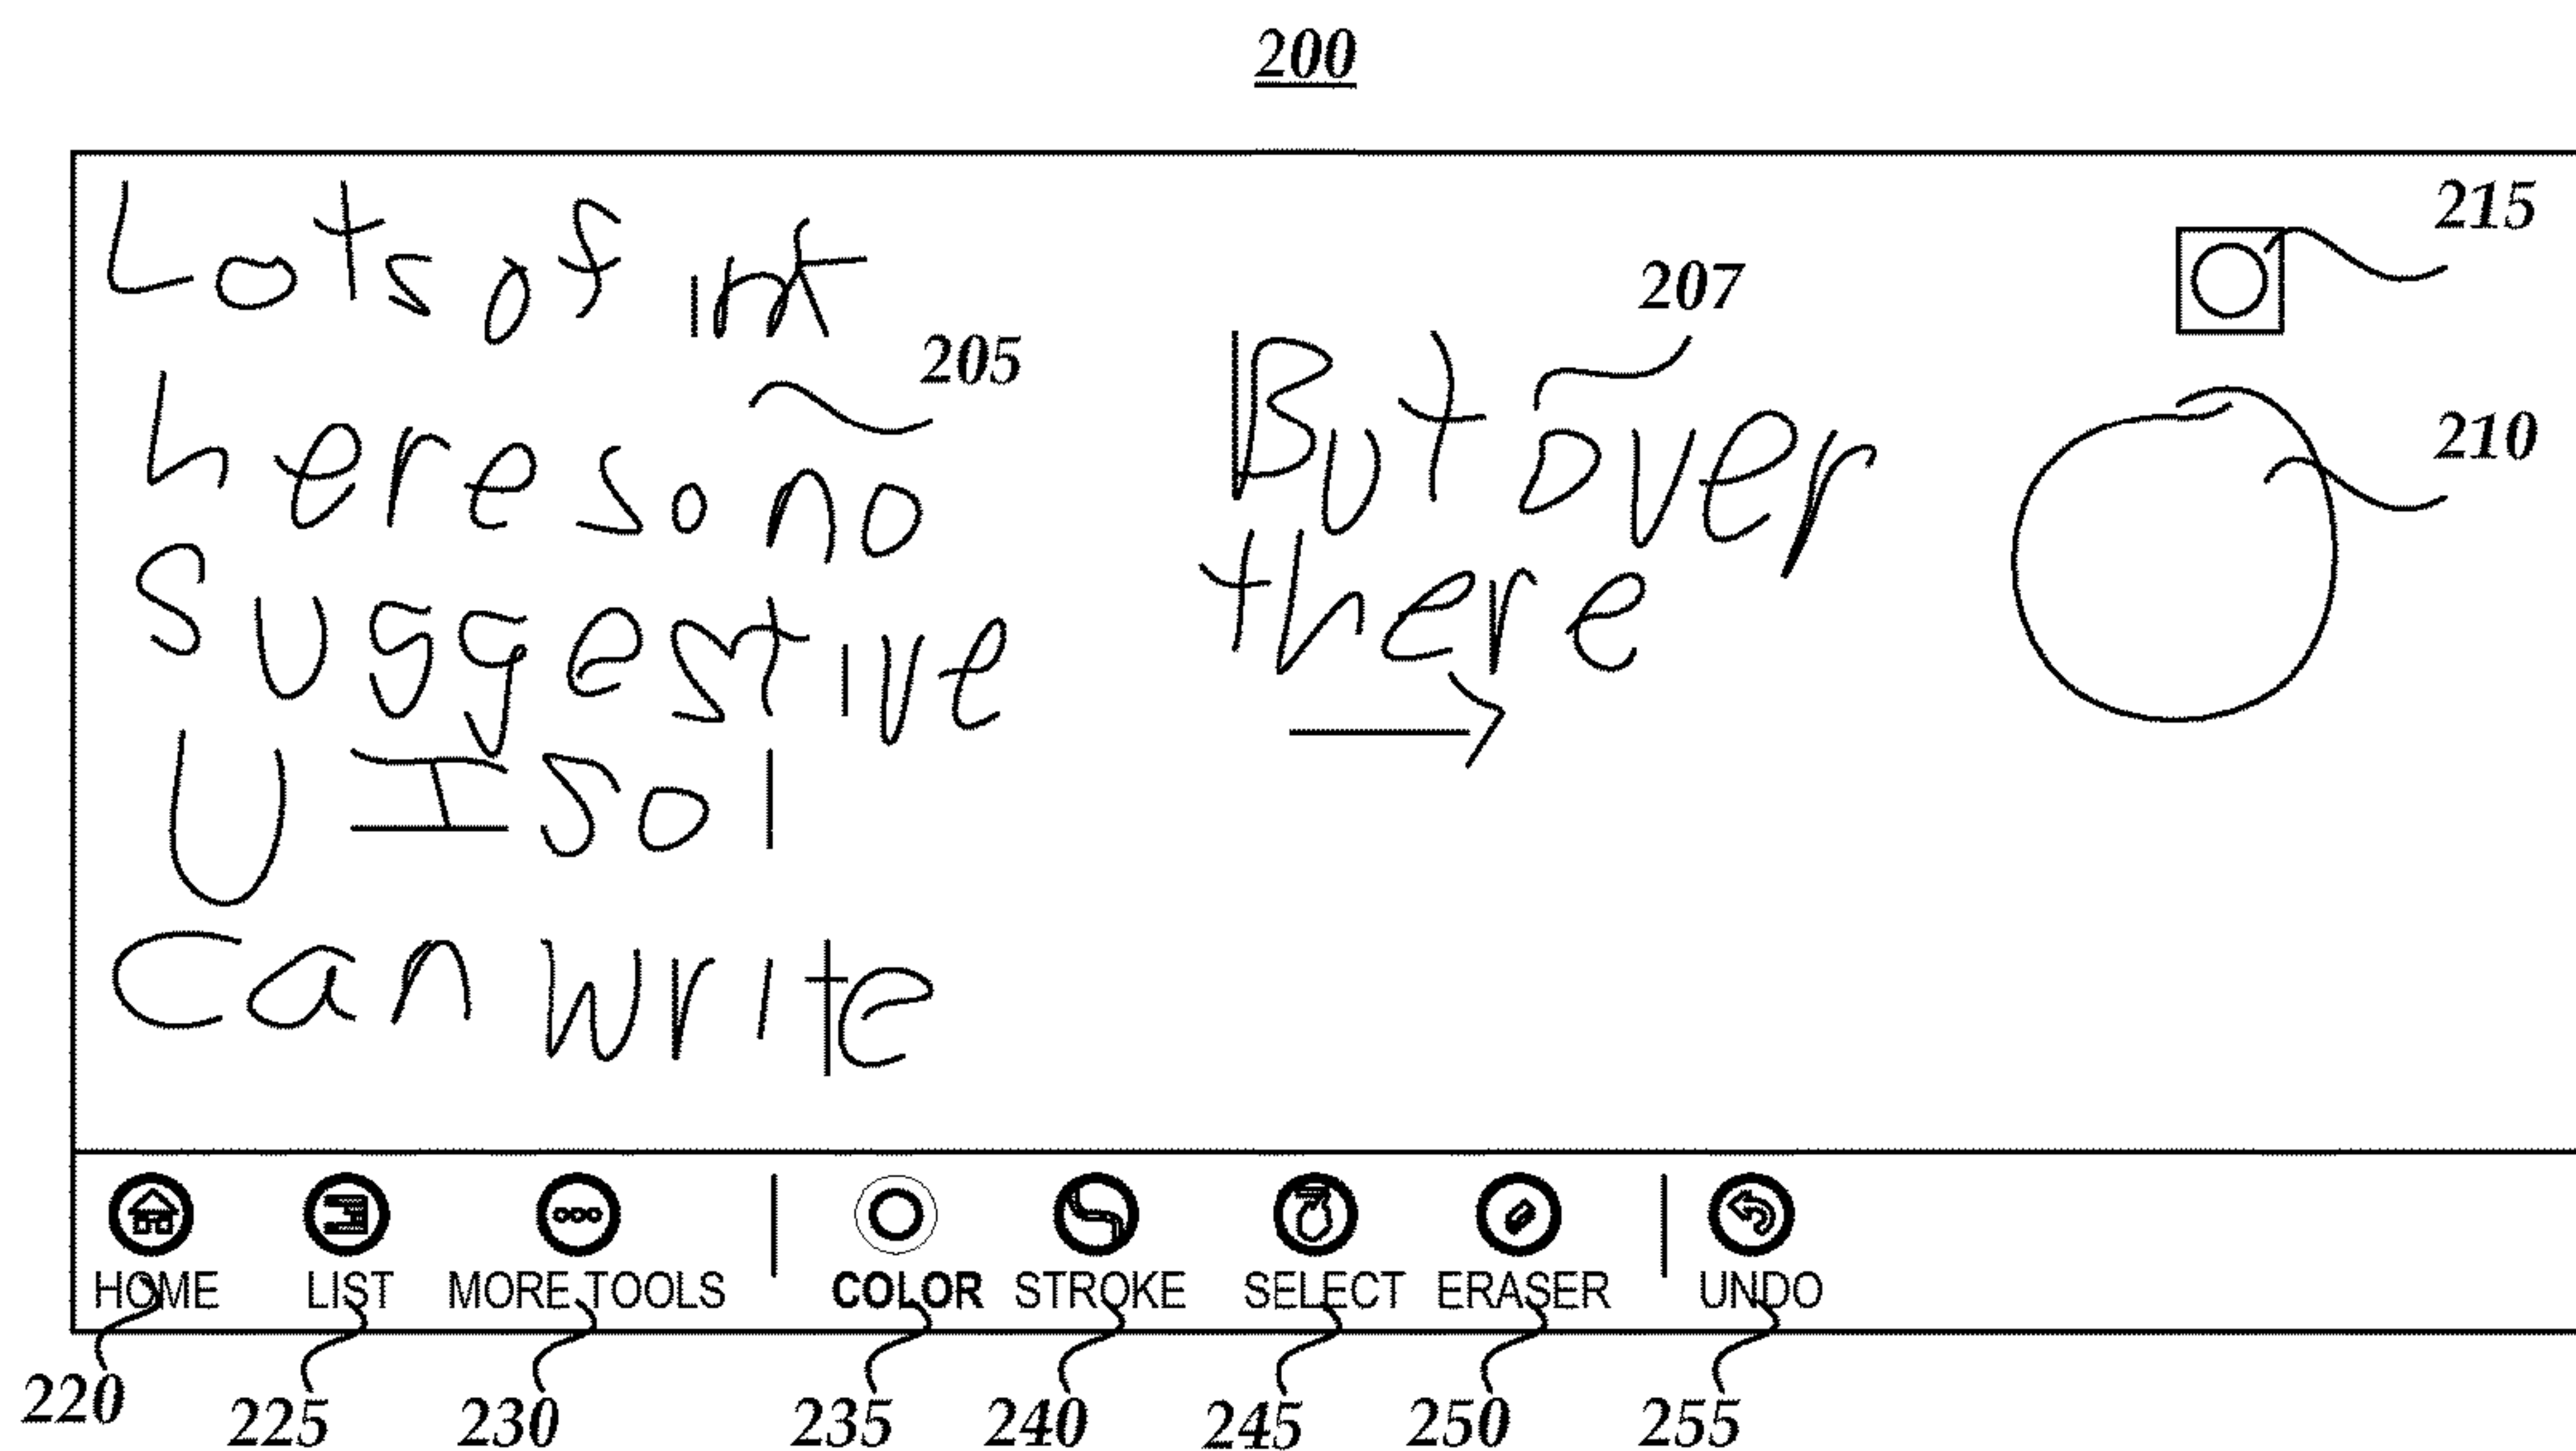 200
Lots of ink
here so no
suggestive
UI so I
can write
205
But over
there
207
215
210
HOME LIST MORE TOOLS COLOR STROKE SELECT ERASER UNDO
220 225 230 235 240 245 250 255